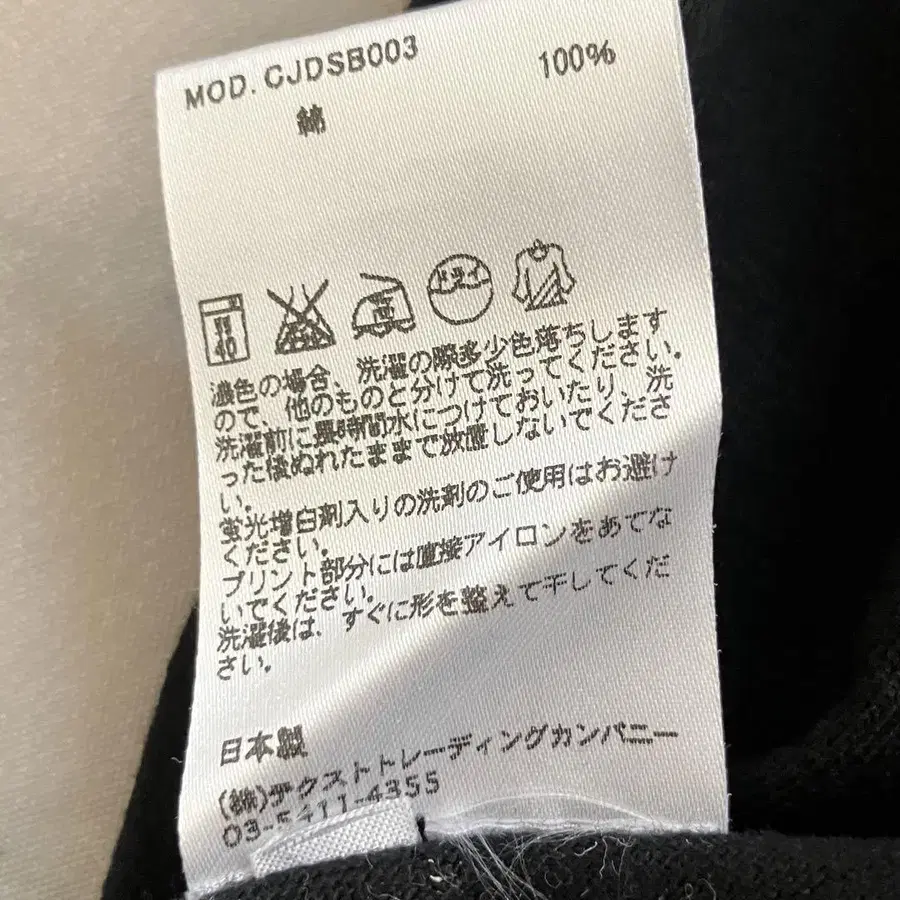 MOD. CJDSB003
綿 100%
40
ドライ
濃色の場合、洗濯の際多少色落ちします
ので、他のものと分けて洗ってください。
洗濯前に長時間水につけておいたり、洗
った後ぬれたままで放置しないでくださ
い。
蛍光増白剤入りの洗剤のご使用はお避け
ください。
プリント部分には直接アイロンをあてな
いでください。
洗濯後は、すぐに形を整えて干してくだ
さい。
日本製
(株)テクストトレーディングカンパニー
03-5411-4355